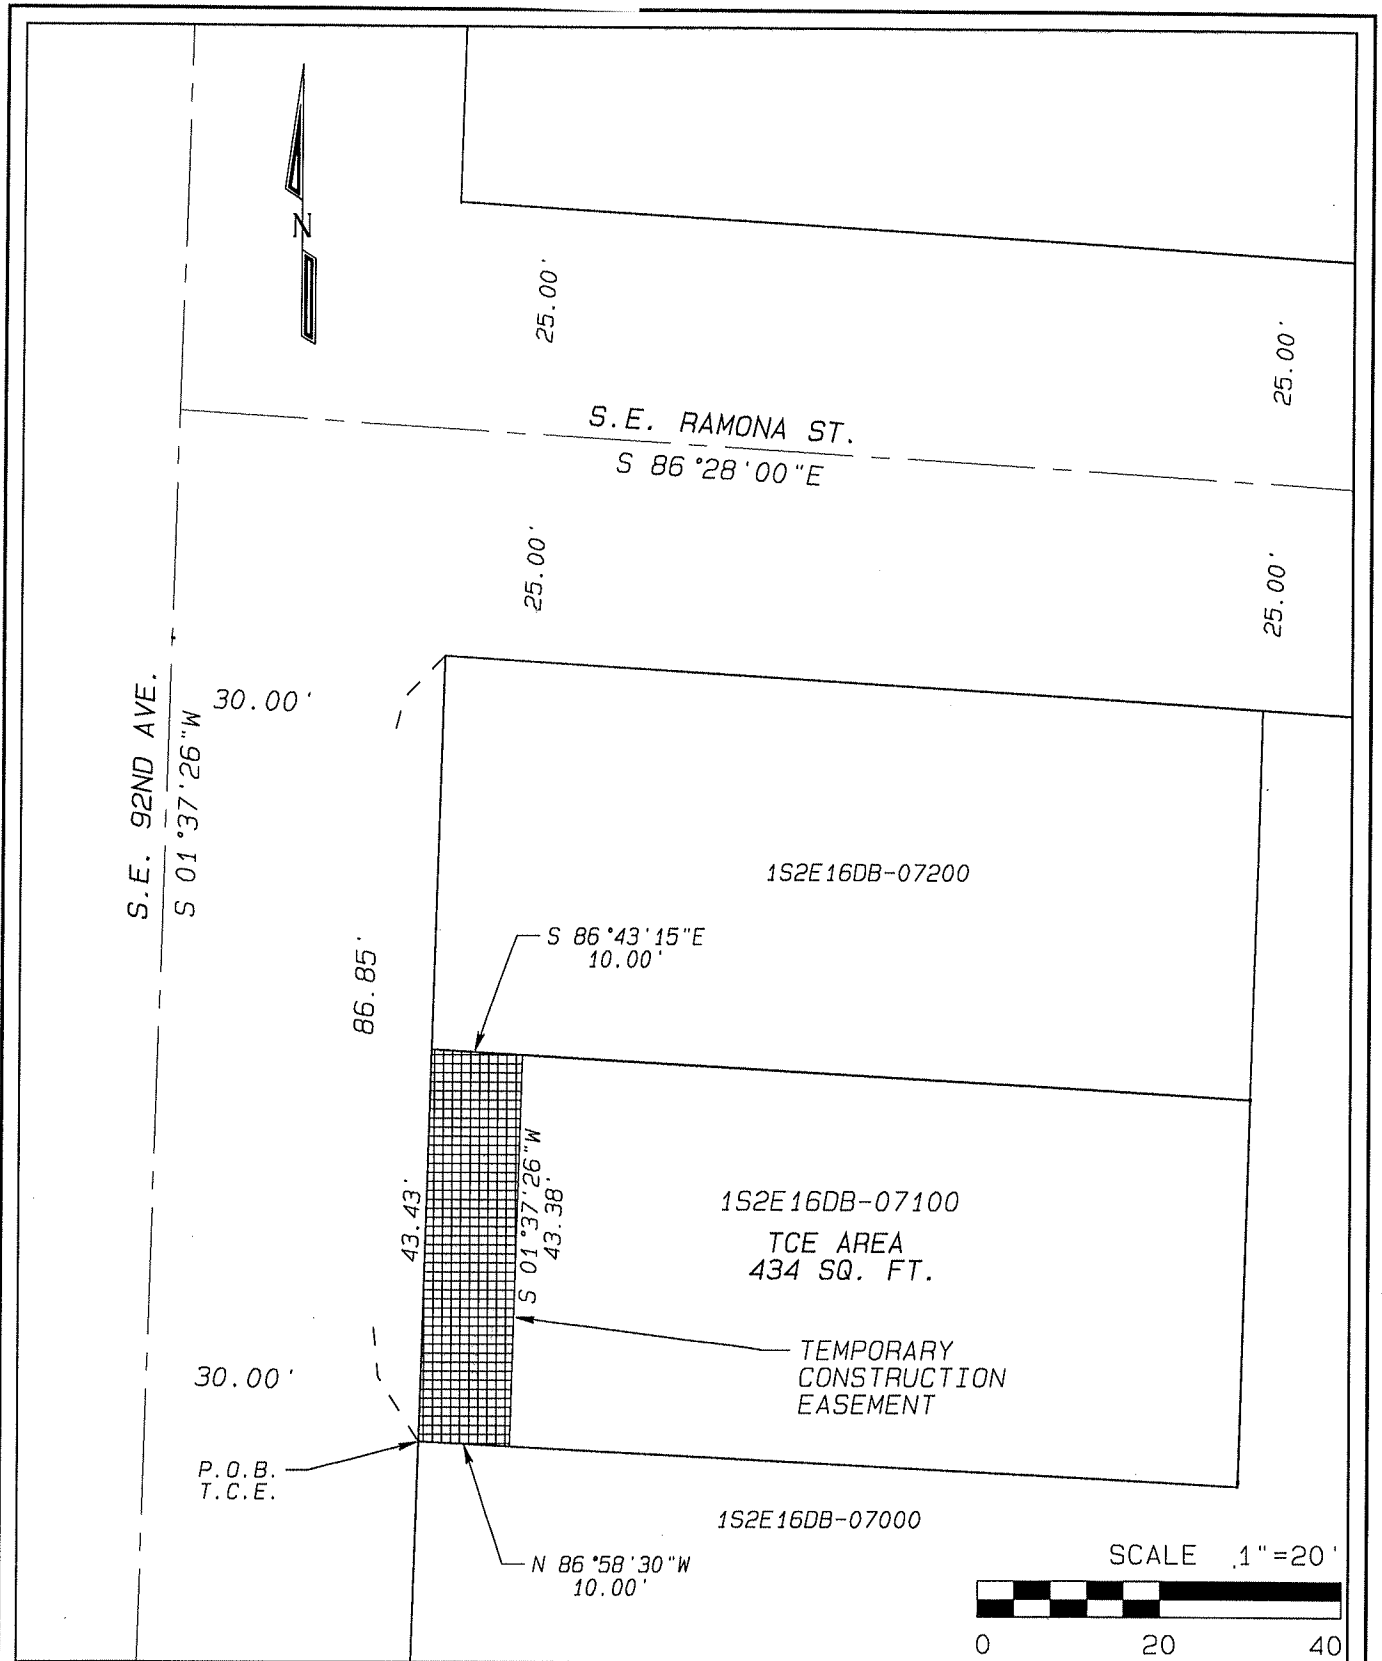 N
25.00'
25.00'
S.E. RAMONA ST.
S 86°28'00"E
25.00'
25.00'
S.E. 92ND AVE.
S 01°37'26"W
30.00'
1S2E16DB-07200
S 86°43'15"E
10.00'
86.85'
43.43'
S 01°37'26"W
43.38'
1S2E16DB-07100
TCE AREA
434 SQ. FT.
TEMPORARY
CONSTRUCTION
EASEMENT
30.00'
P.O.B.
T.C.E.
1S2E16DB-07000
N 86°58'30"W
10.00'
SCALE 1"=20'
0 20 40